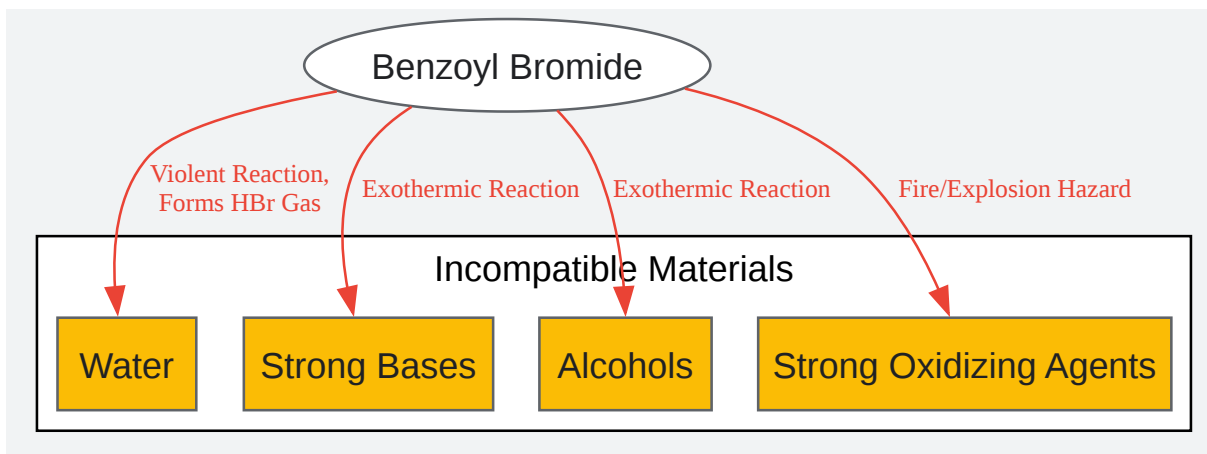 Benzoyl Bromide
Violent Reaction,
Forms HBr Gas
Exothermic Reaction
Exothermic Reaction
Fire/Explosion Hazard
Incompatible Materials
Water
Strong Bases
Alcohols
Strong Oxidizing Agents